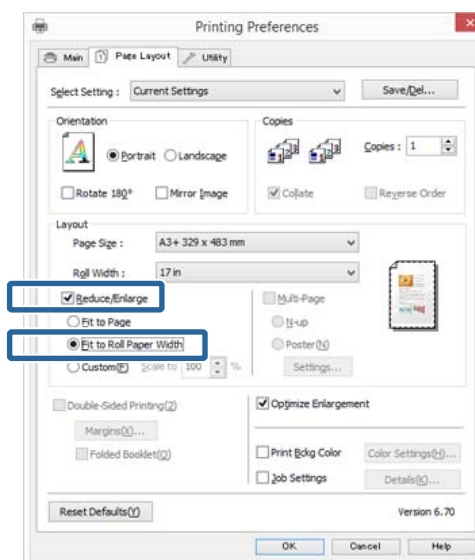 Printing Preferences
Main Page Layout Utility
Select Setting : Current Settings Save/Del...
Orientation Copies
Portrait Landscape Copies : 1
Rotate 180° Mirror Image Collate Reverse Order
Layout
Page Size : A3+ 329 x 483 mm
Roll Width : 17 in
Reduce/Enlarge Multi-Page
Fit to Page N-up
Fit to Roll Paper Width Poster(N)
Custom(F) Scale to 100 % Settings...
Double-Sided Printing(2) Optimize Enlargement
Margins(X)...
Folded Booklet(Q) Print Bckg Color Color Settings(H)...
Job Settings Details(K)...
Reset Defaults(Y) Version 6.70
OK Cancel Help